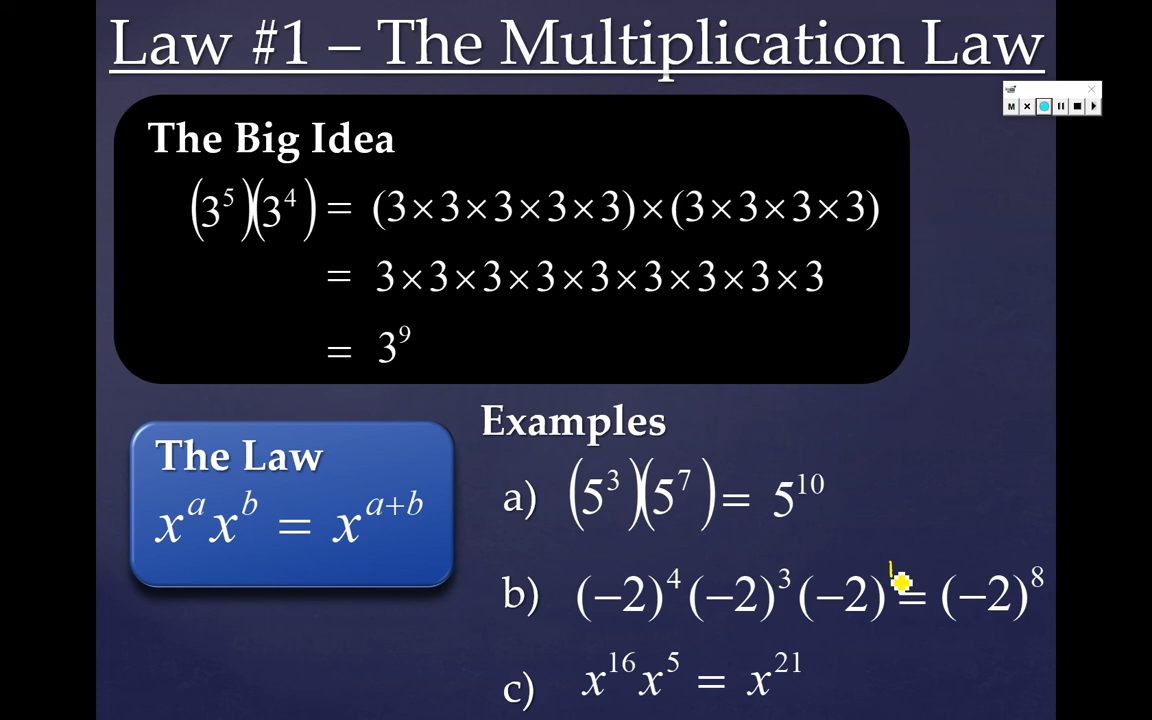 Law #1 – The Multiplication Law
The Big Idea
(3⁵)(3⁴) = (3×3×3×3×3)×(3×3×3×3)
= 3×3×3×3×3×3×3×3×3
= 3⁹
The Law
xᵃxᵇ = xᵃ⁺ᵇ
Examples
a) (5³)(5⁷) = 5¹⁰
b) (−2)⁴(−2)³(−2)¹ = (−2)⁸
c) x¹⁶x⁵ = x²¹
M